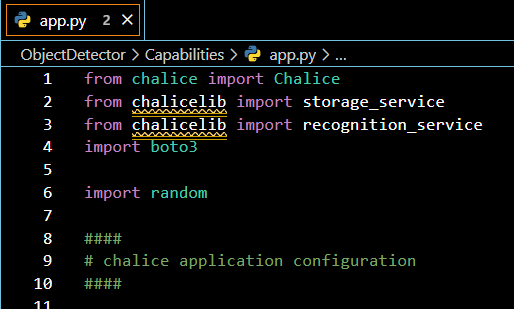 app.py 2 ×
ObjectDetector > Capabilities > app.py > ...
1 from chalice import Chalice
2 from chalicelib import storage_service
3 from chalicelib import recognition_service
4 import boto3
5
6 import random
7
8 ####
9 # chalice application configuration
10 ####
11